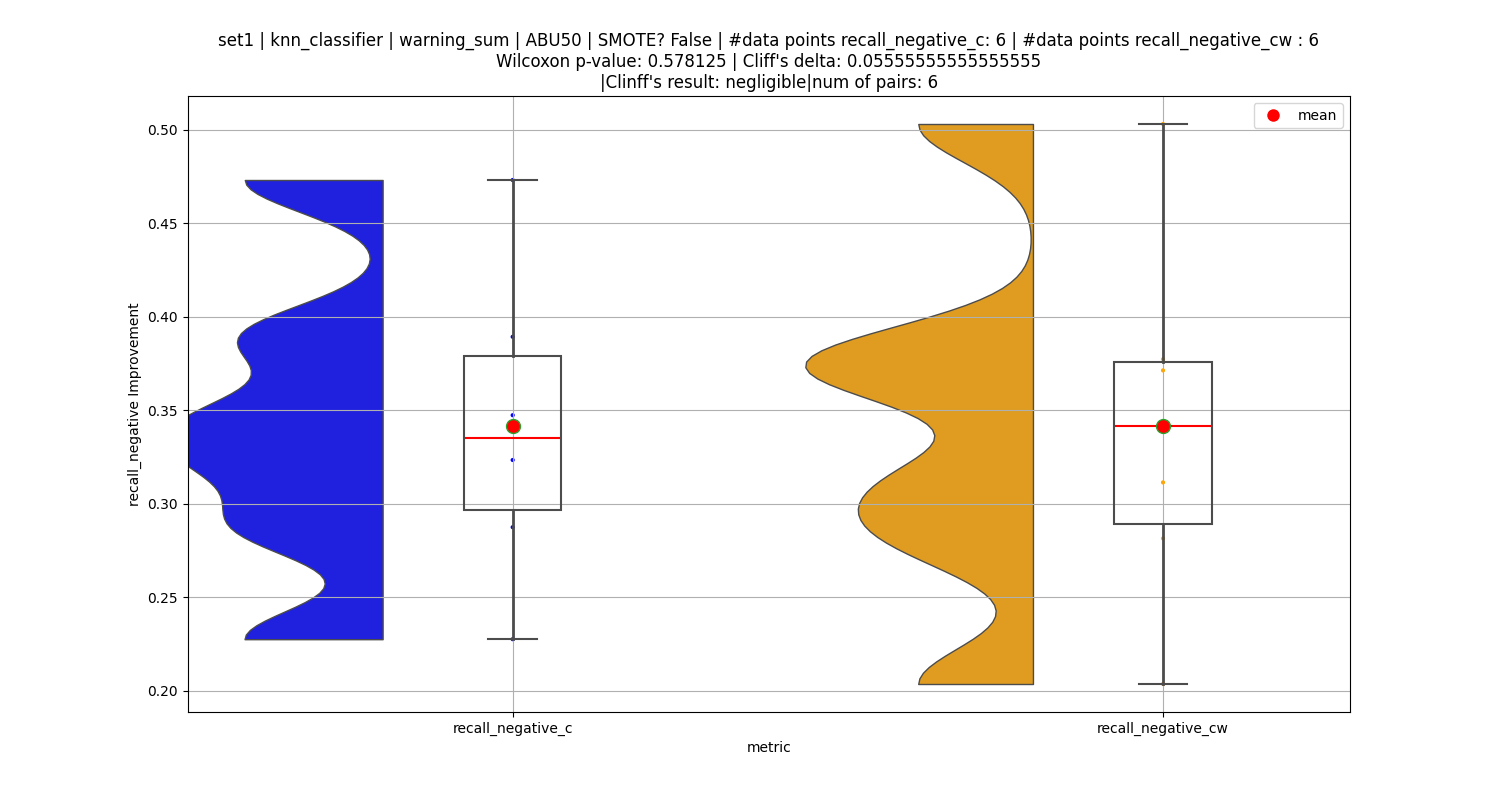 set1 | knn_classifier | warning_sum | ABU50 | SMOTE? False | #data points recall_negative_c: 6 | #data points recall_negative_cw : 6
Wilcoxon p-value: 0.578125 | Cliff's delta: 0.05555555555555555
|Clinff's result: negligible|num of pairs: 6
mean
0.50
0.45
0.40
0.35
0.30
0.25
0.20
recall_negative Improvement
recall_negative_c
recall_negative_cw
metric